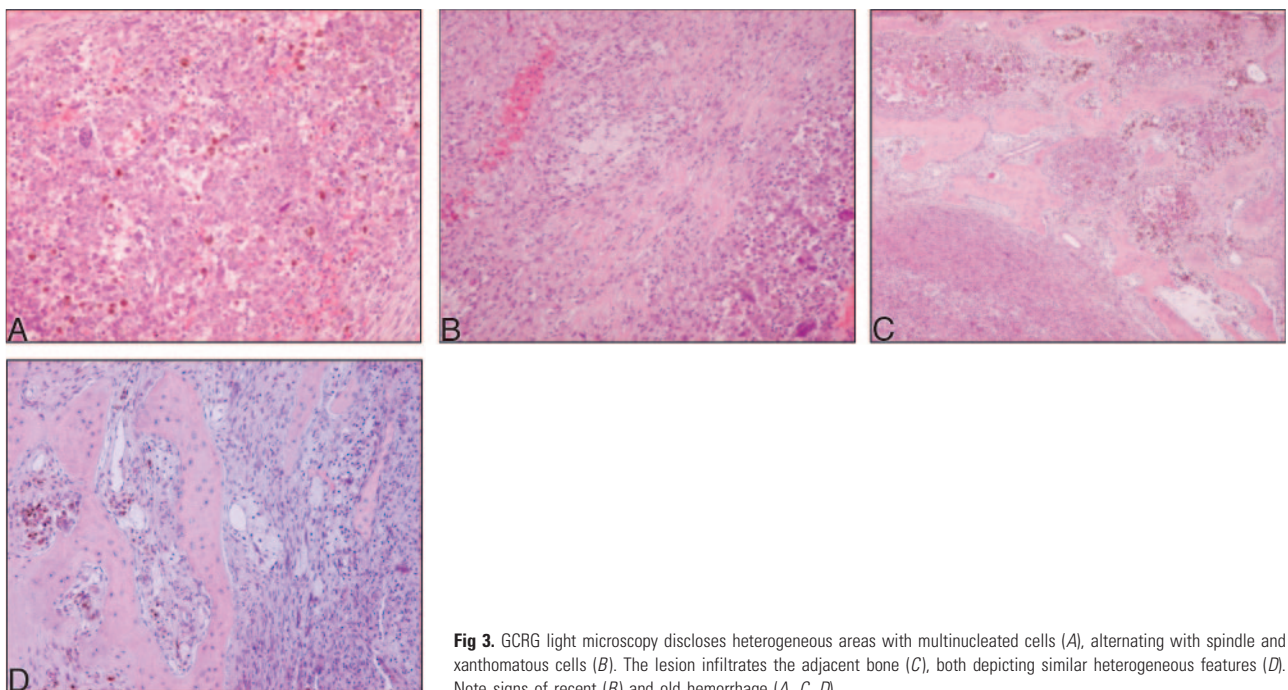 A
B
C
D
Fig 3. GCRG light microscopy discloses heterogeneous areas with multinucleated cells (A), alternating with spindle and
xanthomatous cells (B). The lesion infiltrates the adjacent bone (C), both depicting similar heterogeneous features (D).
Note signs of recent (B) and old hemorrhage (A, C, D).